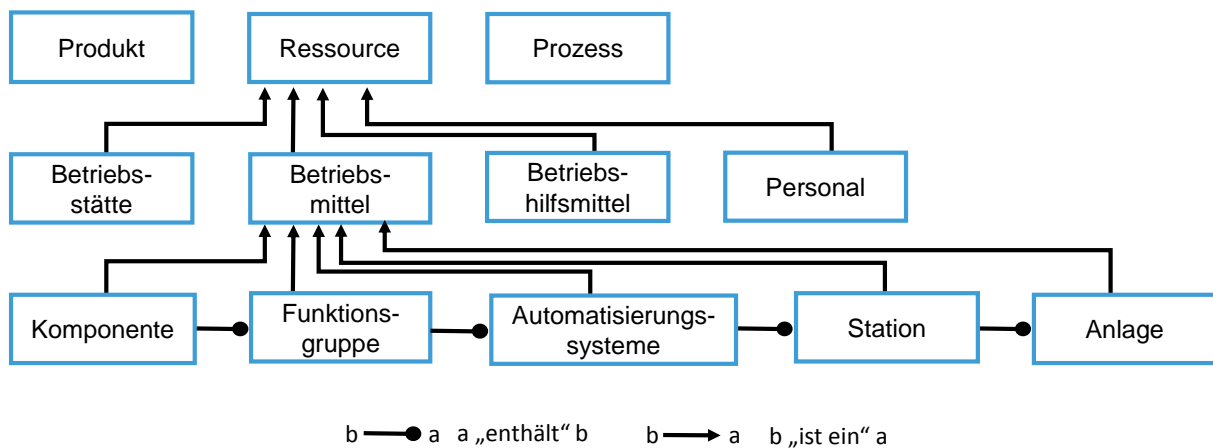 Produkt
Ressource
Prozess
Betriebs-
stätte
Betriebs-
mittel
Betriebs-
hilfsmittel
Personal
Komponente
Funktions-
gruppe
Automatisierungs-
systeme
Station
Anlage
b a a „enthält“ b
b a b „ist ein“ a